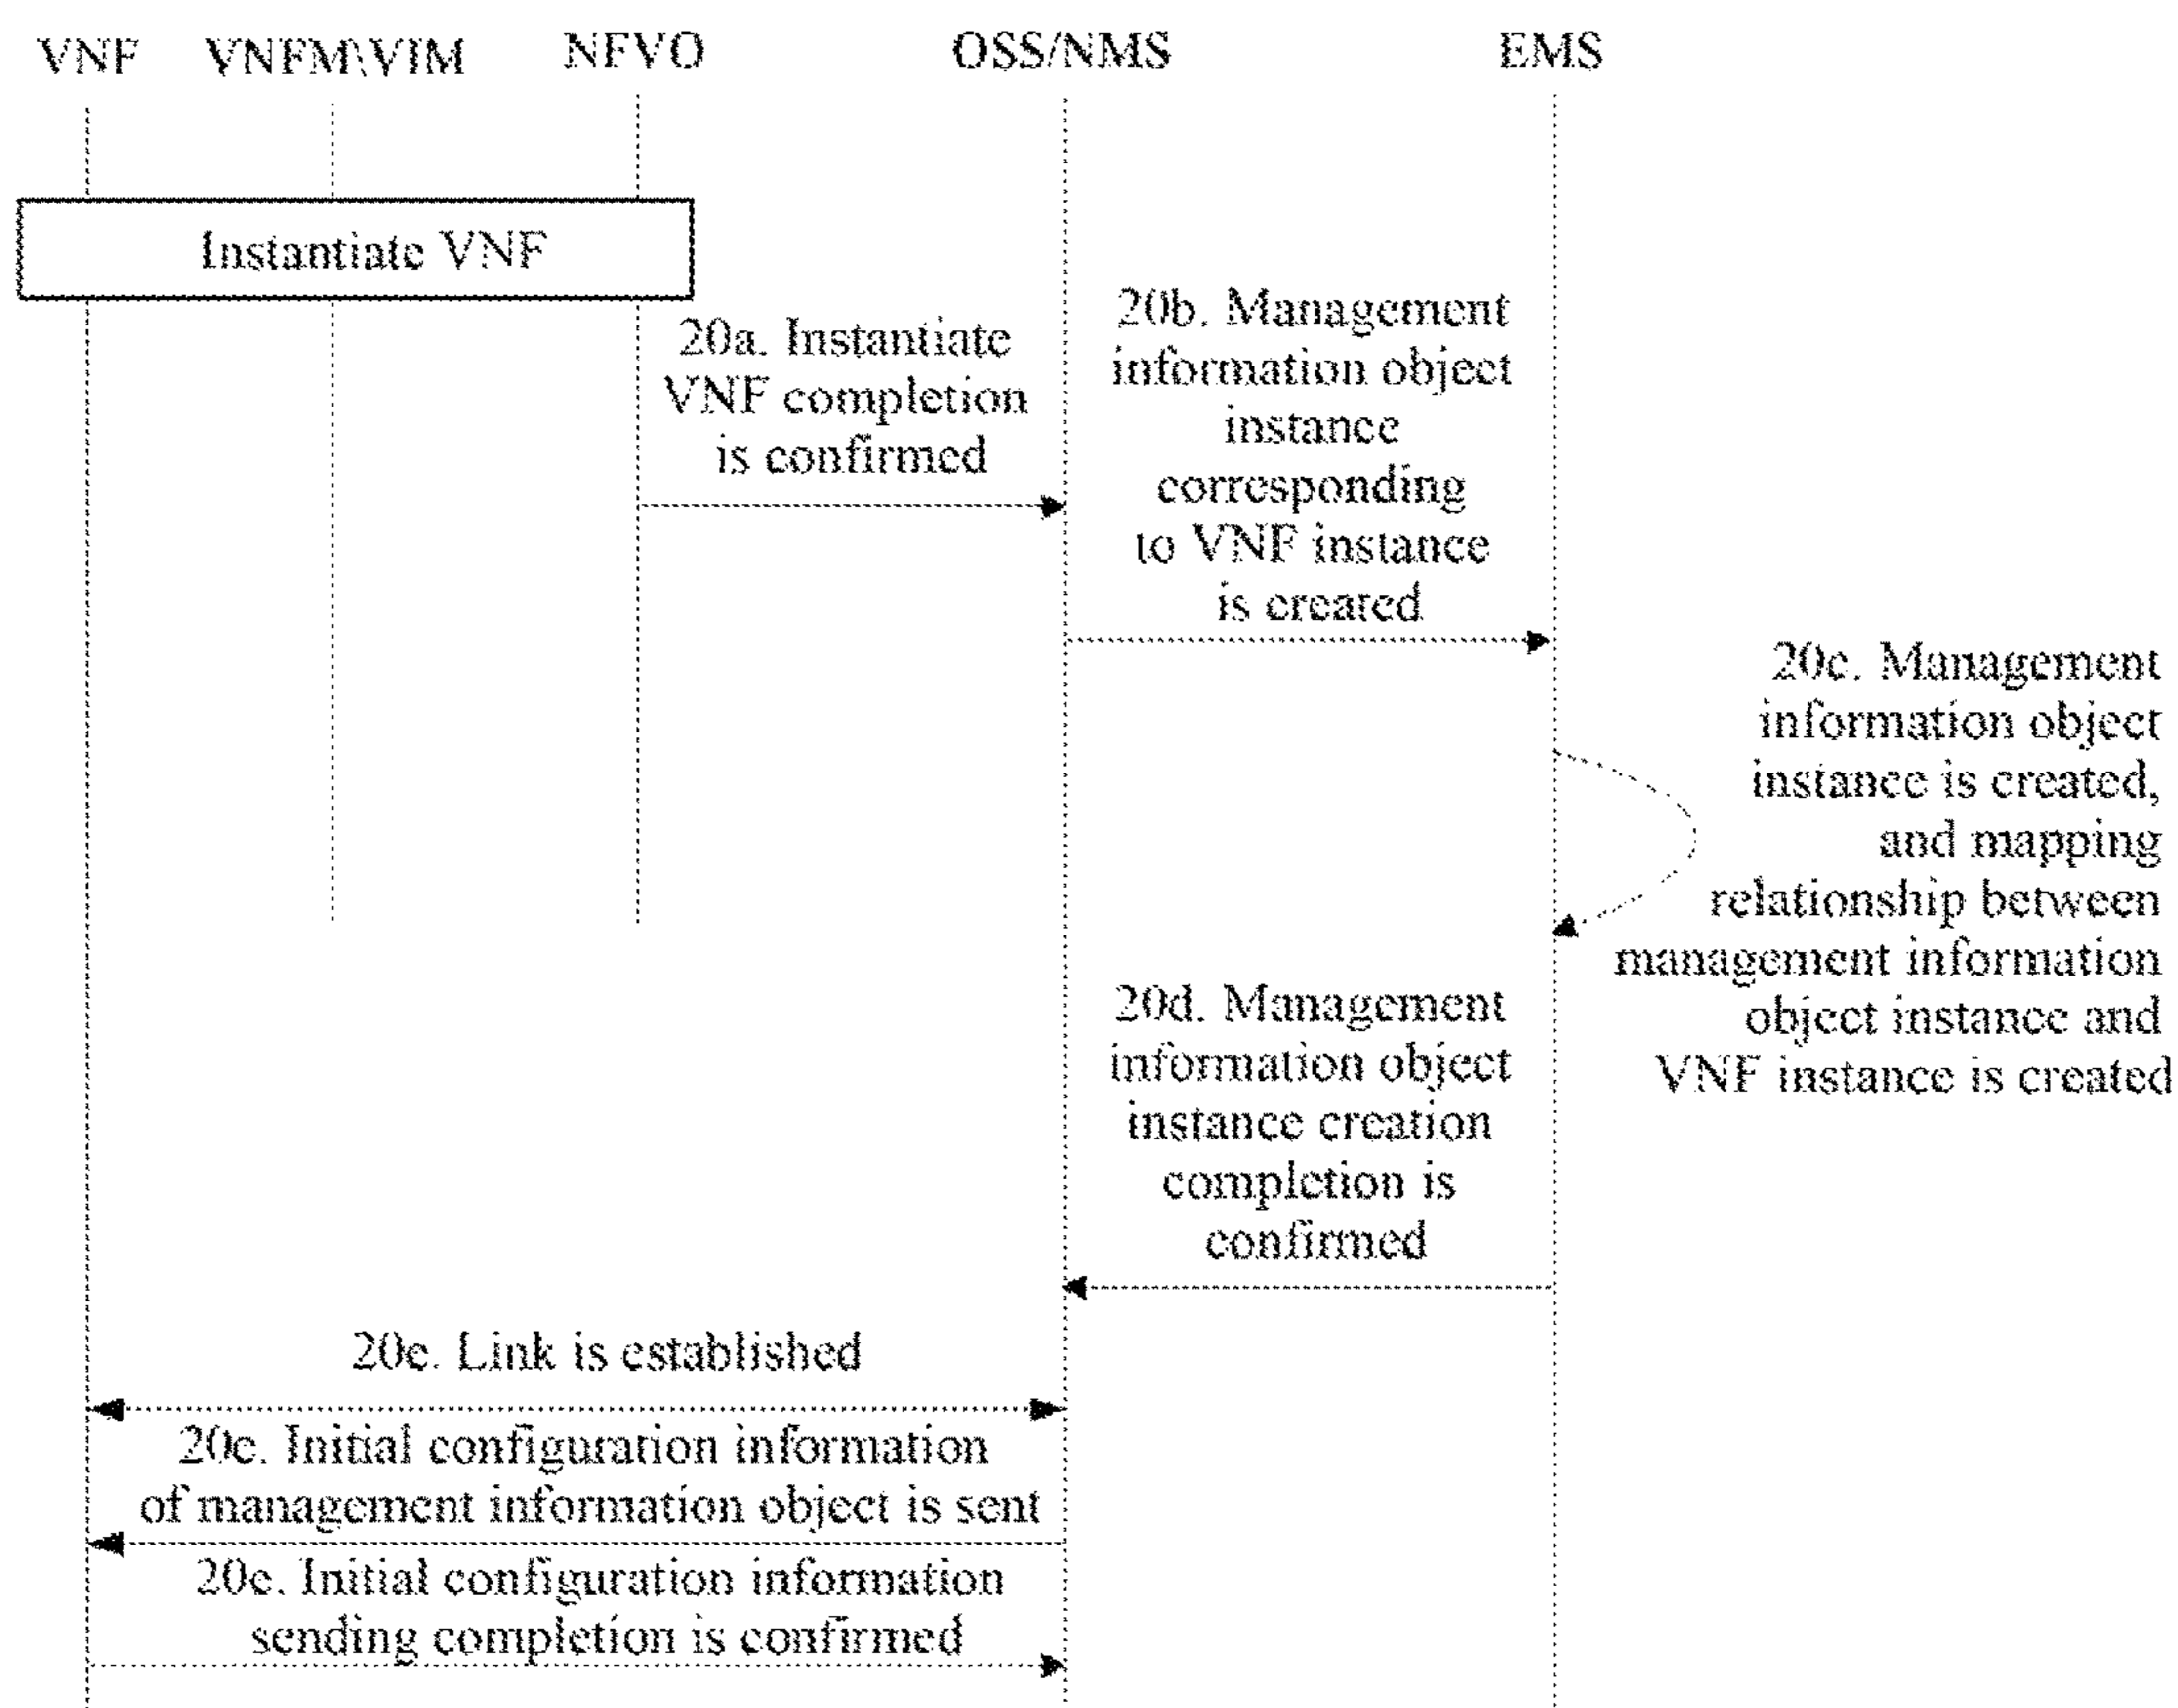 VNF VNFM\VIM NFVO OSS/NMS EMS
Instantiate VNF
20a. Instantiate
VNF completion
is confirmed
20b. Management
information object
instance
corresponding
to VNF instance
is created
20c. Management
information object
instance is created,
and mapping
relationship between
management information
object instance and
VNF instance is created
20d. Management
information object
instance creation
completion is
confirmed
20e. Link is established
20e. Initial configuration information
of management information object is sent
20e. Initial configuration information
sending completion is confirmed